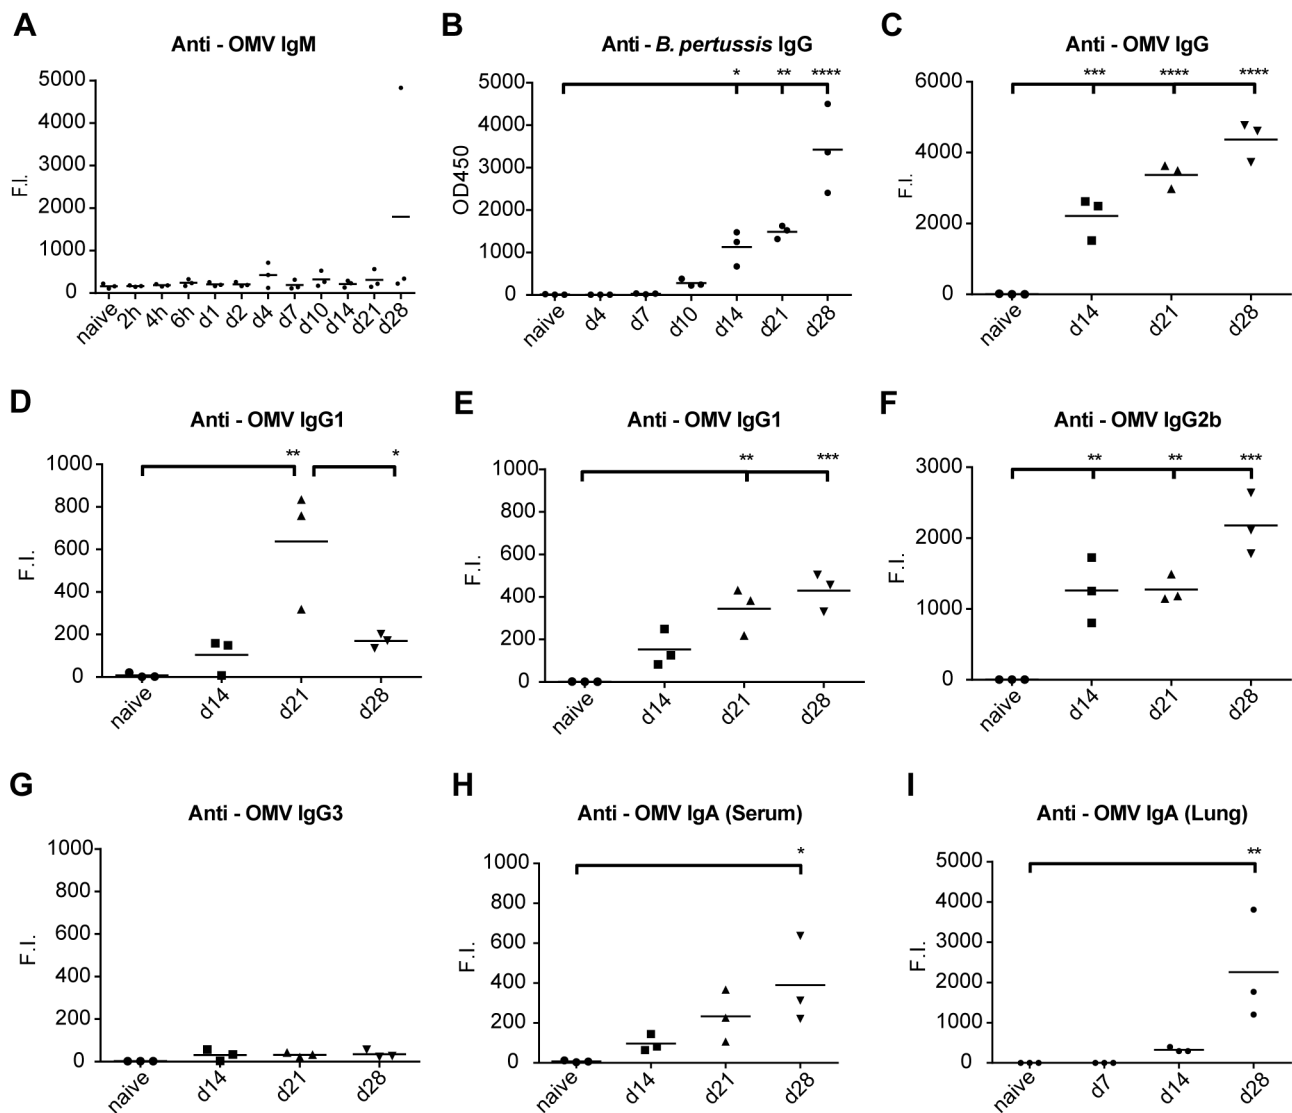 A
Anti - OMV IgM
F.I.
5000
4000
3000
2000
1000
0
naive 2h 4h 6h d1 d2 d4 d7 d10 d14 d21 d28
B
Anti - B. pertussis IgG
* ** ****
OD450
5000
4000
3000
2000
1000
0
naive d4 d7 d10 d14 d21 d28
C
Anti - OMV IgG
*** **** ****
F.I.
6000
4000
2000
0
naive d14 d21 d28
D
Anti - OMV IgG1
** *
F.I.
1000
800
600
400
200
0
naive d14 d21 d28
E
Anti - OMV IgG1
** ***
F.I.
1000
800
600
400
200
0
naive d14 d21 d28
F
Anti - OMV IgG2b
** ** ***
F.I.
3000
2000
1000
0
naive d14 d21 d28
G
Anti - OMV IgG3
F.I.
1000
800
600
400
200
0
naive d14 d21 d28
H
Anti - OMV IgA (Serum)
*
F.I.
1000
800
600
400
200
0
naive d14 d21 d28
I
Anti - OMV IgA (Lung)
**
F.I.
5000
4000
3000
2000
1000
0
naive d7 d14 d28